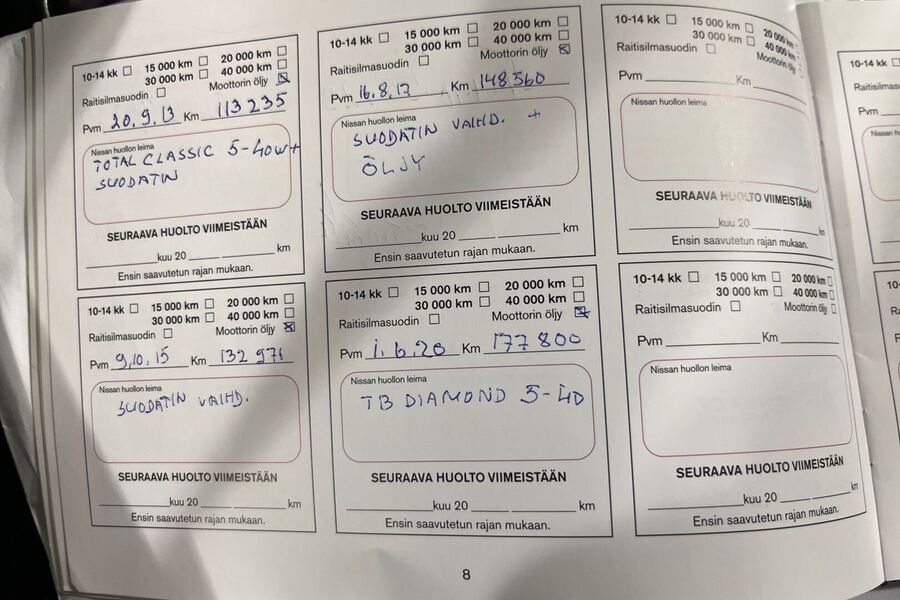 10-14 kk 15 000 km 20 000 km
30 000 km 40 000 km
Raitisilmasuodin Moottorin öljy
Pvm 20.9.13 Km 113235
Nissan huollon leima
TOTAL CLASSIC 5-40W+
SUODATIN
SEURAAVA HUOLTO VIIMEISTÄÄN
kuu 20 km
Ensin saavutetun rajan mukaan.
10-14 kk 15 000 km 20 000 km
30 000 km 40 000 km
Raitisilmasuodin Moottorin öljy
Pvm 16.8.17 Km 148560
Nissan huollon leima
SUODATIN VAIHD. +
ÖLJY
SEURAAVA HUOLTO VIIMEISTÄÄN
kuu 20 km
Ensin saavutetun rajan mukaan.
10-14 kk 15 000 km 20 000 km
30 000 km 40 000 km
Raitisilmasuodin Moottorin öljy
Pvm Km
Nissan huollon leima
SEURAAVA HUOLTO VIIMEISTÄÄN
kuu 20 km
Ensin saavutetun rajan mukaan.
10-14 kk
Raitisilmas
Pvm
Nissan h
10-14 kk 15 000 km 20 000 km
30 000 km 40 000 km
Raitisilmasuodin Moottorin öljy
Pvm 9.10.15 Km 132971
Nissan huollon leima
SUODATIN VAIHD.
SEURAAVA HUOLTO VIIMEISTÄÄN
kuu 20 km
Ensin saavutetun rajan mukaan.
10-14 kk 15 000 km 20 000 km
30 000 km 40 000 km
Raitisilmasuodin Moottorin öljy
Pvm 1.6.20 Km 177800
Nissan huollon leima
TB DIAMOND 5-40
SEURAAVA HUOLTO VIIMEISTÄÄN
kuu 20 km
Ensin saavutetun rajan mukaan.
10-14 kk 15 000 km 20 000 km
30 000 km 40 000 km
Raitisilmasuodin Moottorin öljy
Pvm Km
Nissan huollon leima
SEURAAVA HUOLTO VIIMEISTÄÄN
kuu 20 km
Ensin saavutetun rajan mukaan.
8